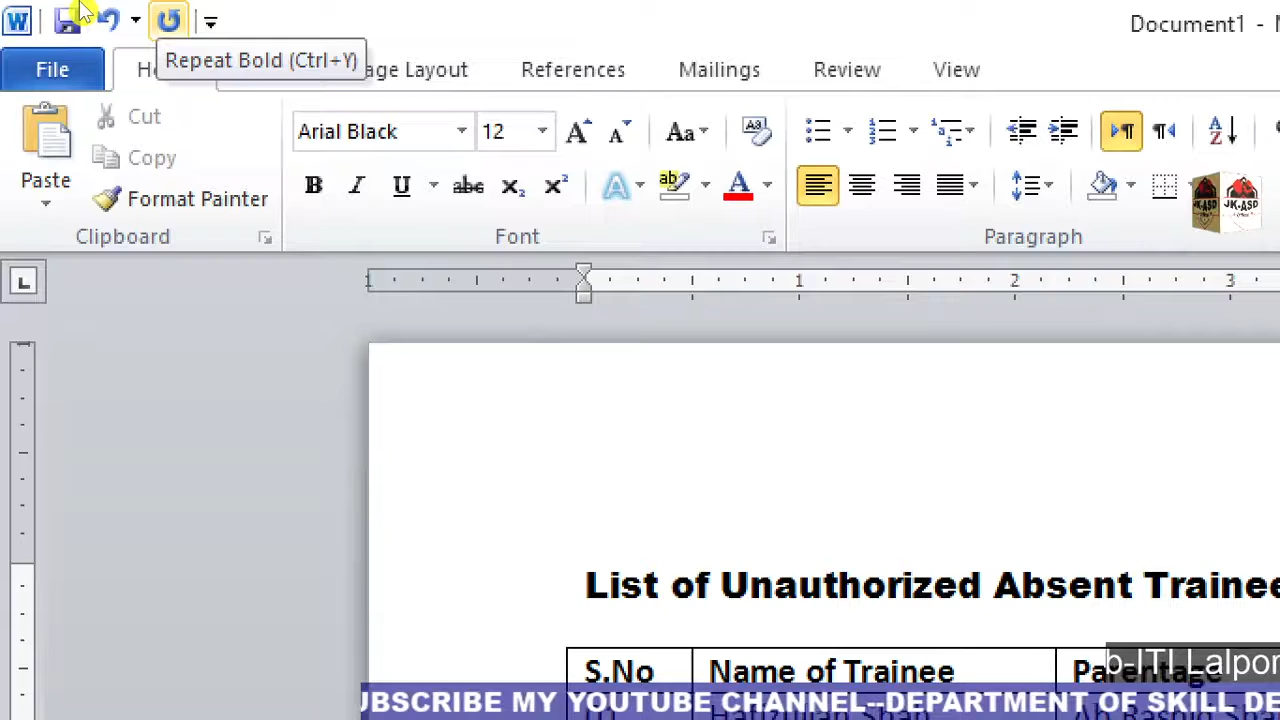 Document1 -
Repeat Bold (Ctrl+Y)
File
age Layout
References
Mailings
Review
View
Cut
Copy
Paste
Format Painter
Clipboard
Arial Black
12
Font
Paragraph
1 1 2 3
List of Unauthorized Absent Trainee
S.No Name of Trainee Parentage
b-ITI Lalpor
UBSCRIBE MY YOUTUBE CHANNEL--DEPARTMENT OF SKILL DE